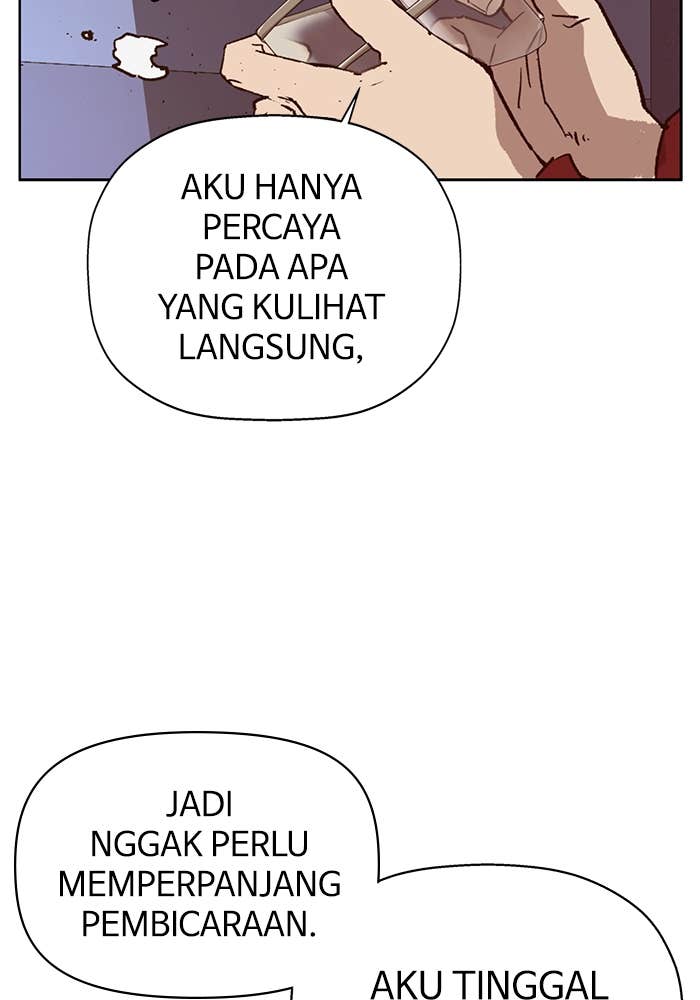 AKU HANYA
PERCAYA
PADA APA
YANG KULIHAT
LANGSUNG,
JADI
NGGAK PERLU
MEMPERPANJANG
PEMBICARAAN.
AKU TINGGAL